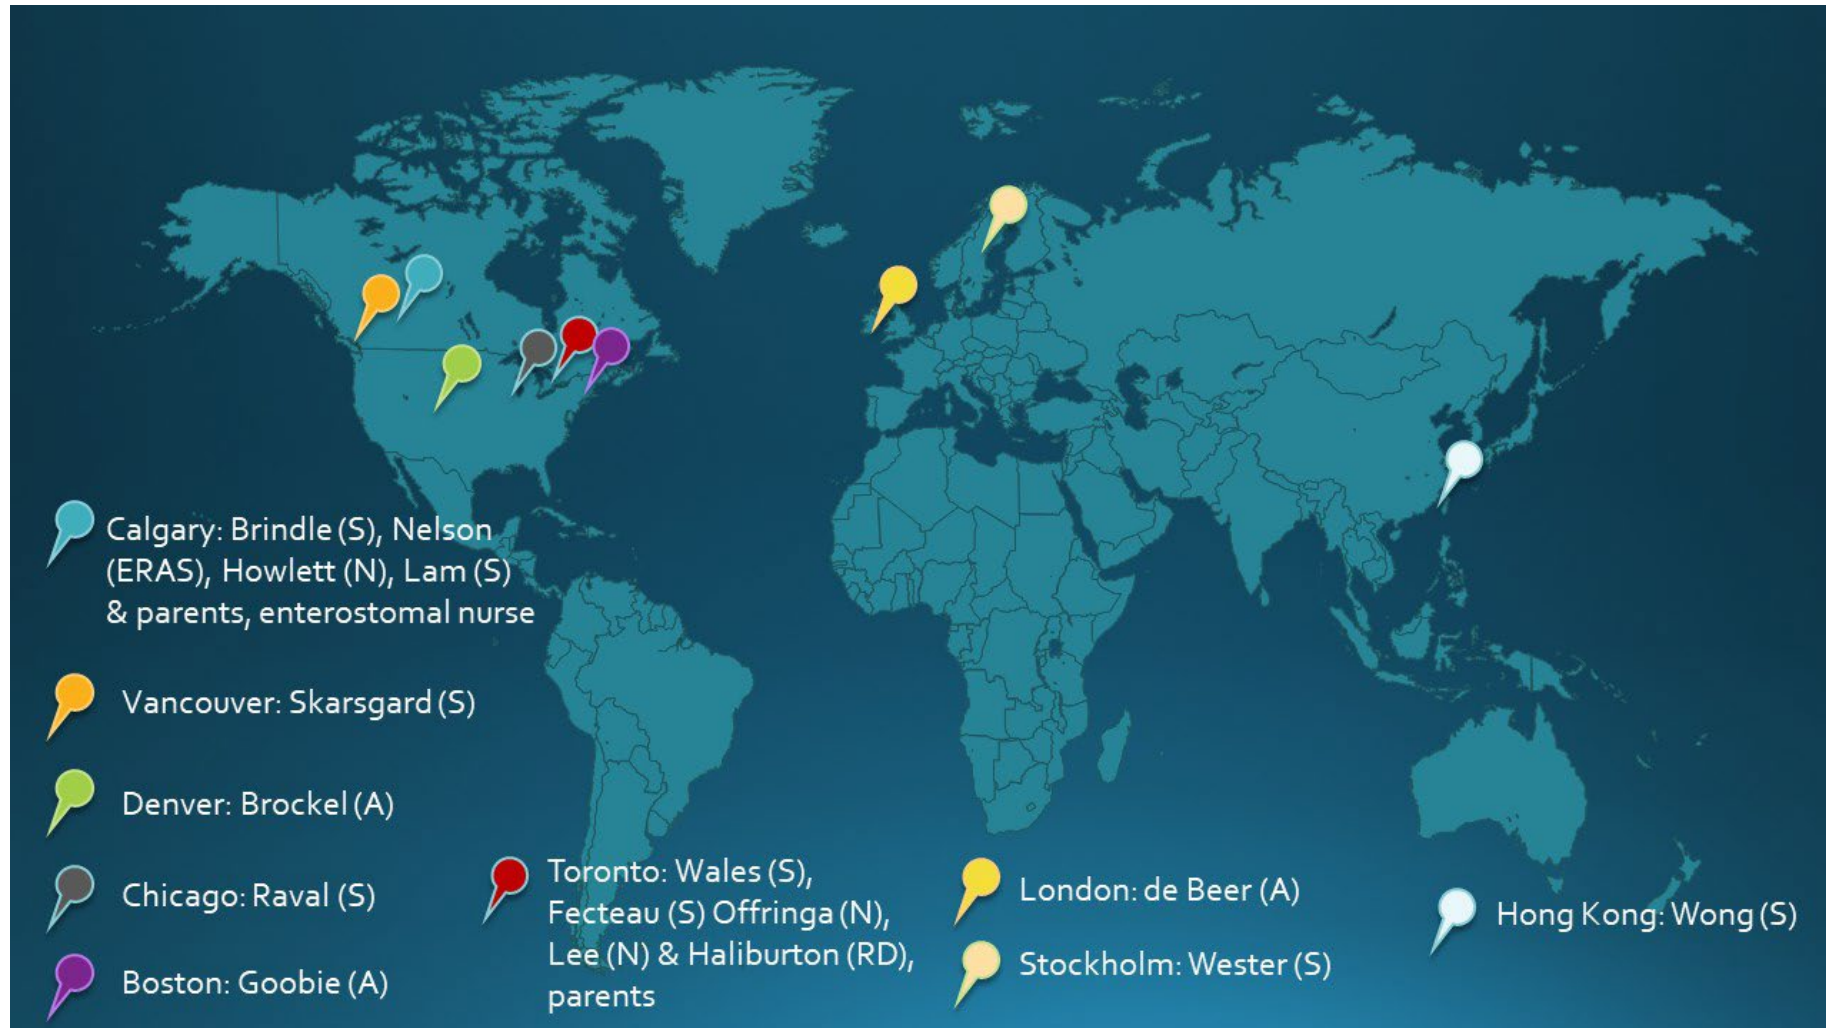 Calgary: Brindle (S), Nelson
(ERAS), Howlett (N), Lam (S)
& parents, enterostomal nurse
Vancouver: Skarsgard (S)
Denver: Brockel (A)
Chicago: Raval (S)
Boston: Goobie (A)
Toronto: Wales (S),
Fecteau (S) Offringa (N),
Lee (N) & Haliburton (RD),
parents
London: de Beer (A)
Stockholm: Wester (S)
Hong Kong: Wong (S)